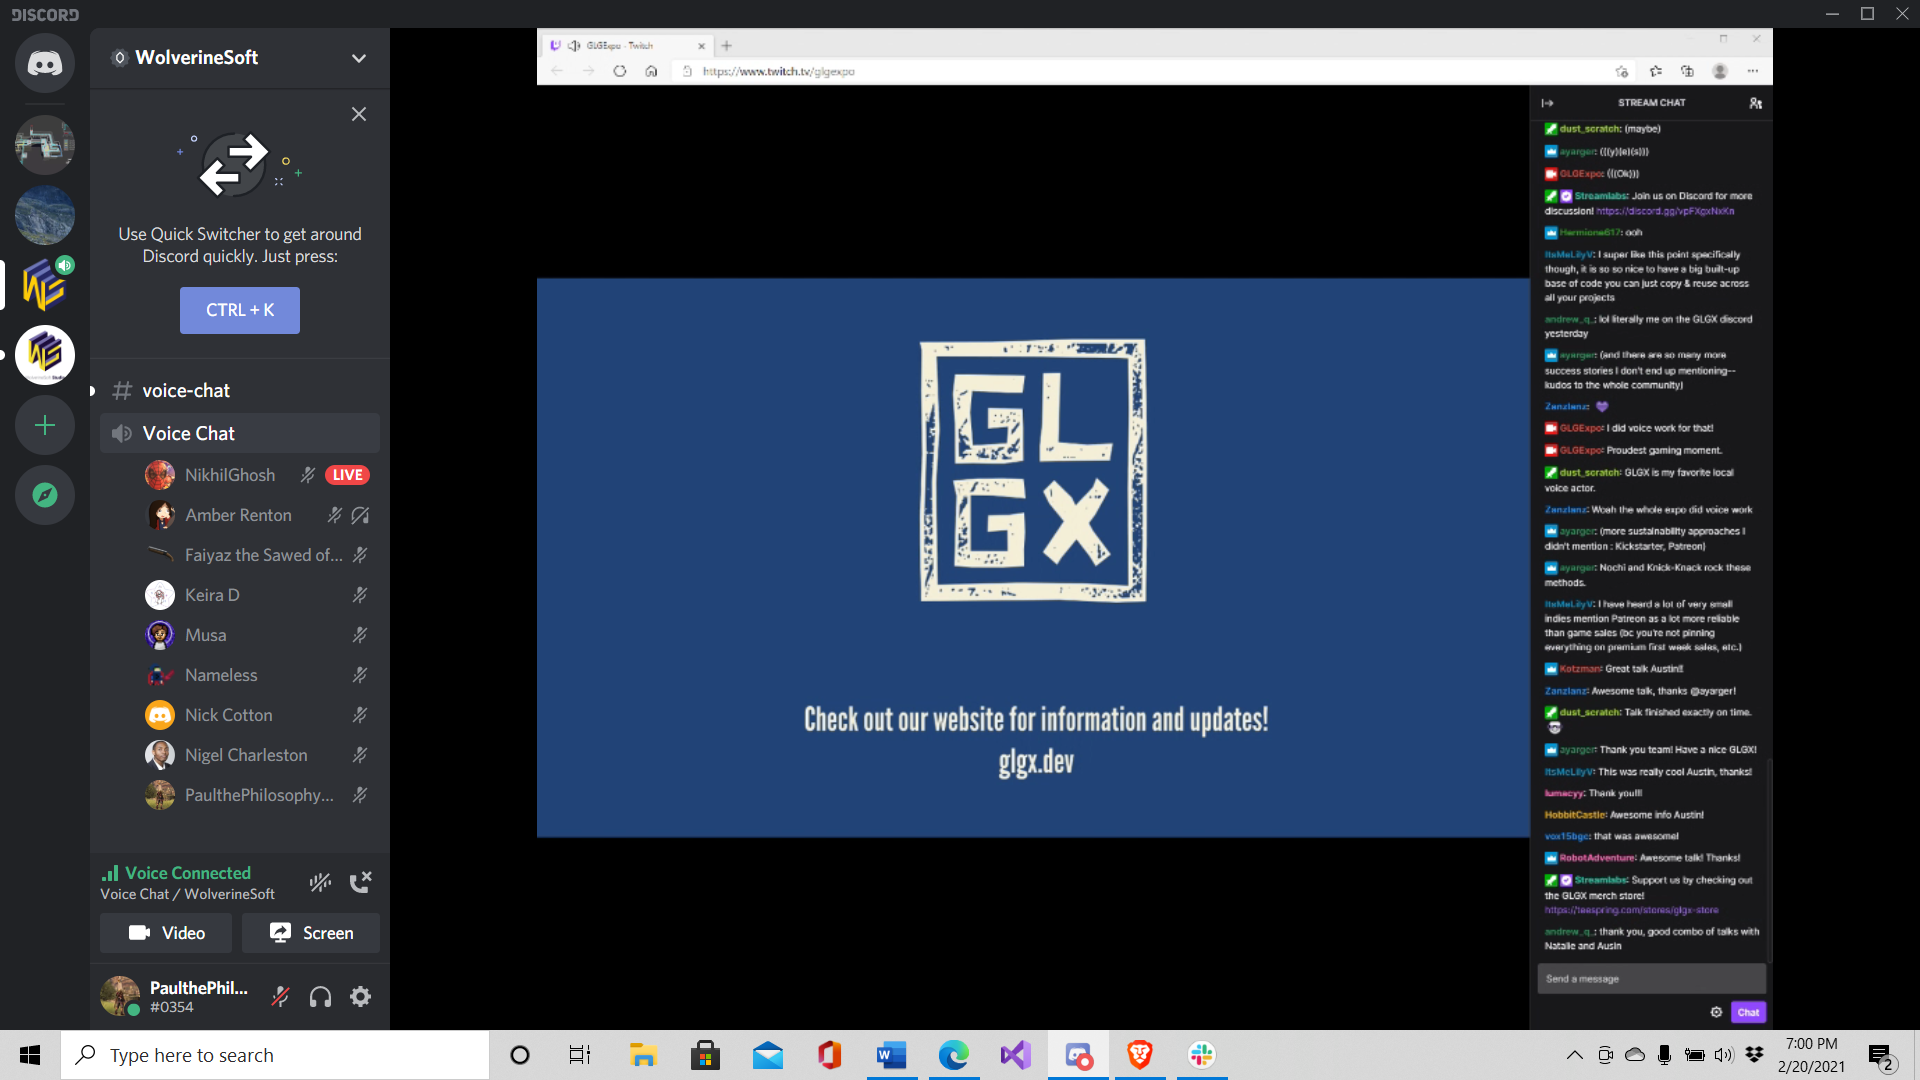 DISCORD
WolverineSoft
Use Quick Switcher to get around
Discord quickly. Just press:
CTRL + K
voice-chat
Voice Chat
NikhilGhosh LIVE
Amber Renton
Faiyaz the Sawed of...
Keira D
Musa
Nameless
Nick Cotton
Nigel Charleston
PaulthePhilosophy...
Voice Connected
Voice Chat / WolverineSoft
Video Screen
PaulthePhil...
#0354
GLGExpo - Twitch
https://www.twitch.tv/glgexpo
GL
GX
Check out our website for information and updates!
glgx.dev
STREAM CHAT
dust_scratch: (maybe)
ayarger: (((y)(e)(s)))
GLGExpo: (((Ok)))
Streamlabs: Join us on Discord for more
discussion! https://discord.gg/vpFXgxNxKn
Hermione617: ooh
ItsMeLilyV: I super like this point specifically
though, it is so so nice to have a big built-up
base of code you can just copy & reuse across
all your projects
andrew_q_: lol literally me on the GLGX discord
yesterday
ayarger: (and there are so many more
success stories I don't end up mentioning--
kudos to the whole community)
Zanzlanz:
GLGExpo: I did voice work for that!
GLGExpo: Proudest gaming moment.
dust_scratch: GLGX is my favorite local
voice actor.
Zanzlanz: Woah the whole expo did voice work
ayarger: (more sustainability approaches I
didn't mention : Kickstarter, Patreon)
ayarger: Nochi and Knick-Knack rock these
methods.
ItsMeLilyV: I have heard a lot of very small
indies mention Patreon as a lot more reliable
than game sales (bc you're not pinning
everything on premium first week sales, etc.)
Kotzman: Great talk Austin!!
Zanzlanz: Awesome talk, thanks @ayarger!
dust_scratch: Talk finished exactly on time.
ayarger: Thank you team! Have a nice GLGX!
ItsMeLilyV: This was really cool Austin, thanks!
lumacyy: Thank you!!!
HobbitCastle: Awesome info Austin!
vox15bgc: that was awesome!
RobotAdventure: Awesome talk! Thanks!
Streamlabs: Support us by checking out
the GLGX merch store!
https://teespring.com/stores/glgx-store
andrew_q_: thank you, good combo of talks with
Natalie and Ausin
Send a message
Chat
Type here to search
7:00 PM
2/20/2021
2